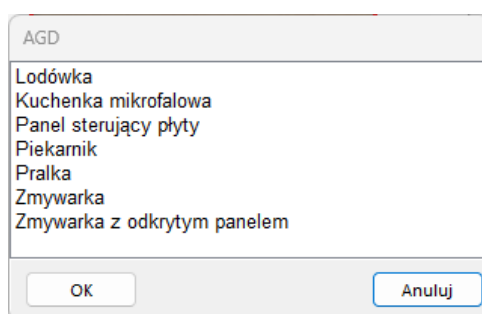 AGD
Lodówka
Kuchenka mikrofalowa
Panel sterujący płyty
Piekarnik
Pralka
Zmywarka
Zmywarka z odkrytym panelem
OK
Anuluj